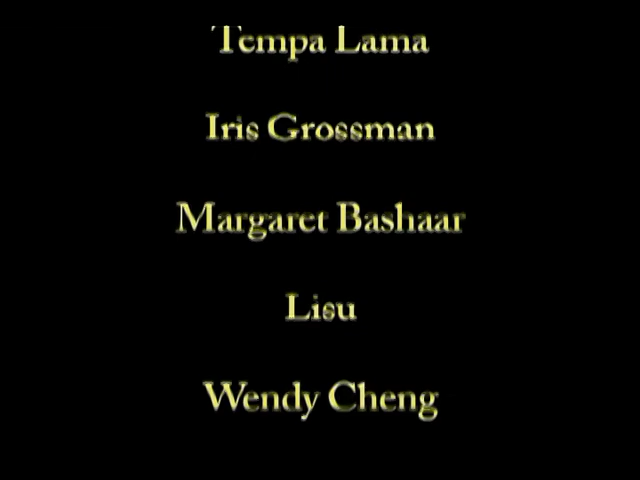 Tempa Lama
Iris Grossman
Margaret Bashaar
Lisu
Wendy Cheng